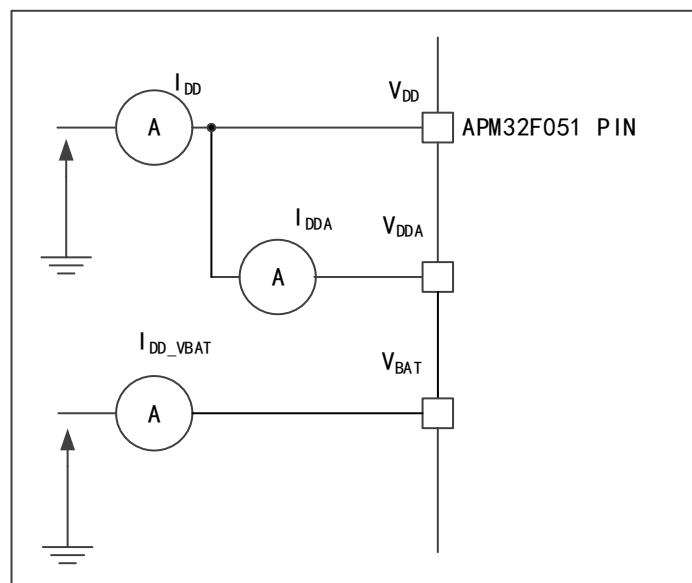 I_DD
V_DD
A
APM32F051 PIN
I_DDA
V_DDA
A
I_DD_VBAT
V_BAT
A